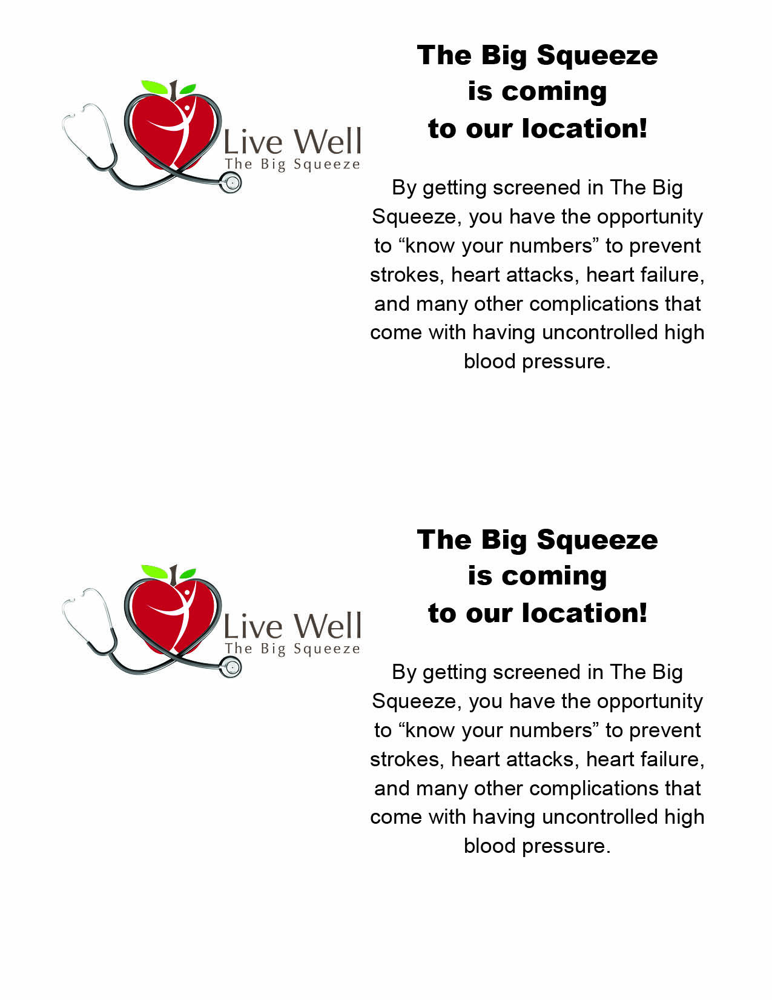 The Big Squeeze
is coming
to our location!
Live Well
The Big Squeeze
By getting screened in The Big
Squeeze, you have the opportunity
to “know your numbers” to prevent
strokes, heart attacks, heart failure,
and many other complications that
come with having uncontrolled high
blood pressure.
The Big Squeeze
is coming
to our location!
Live Well
The Big Squeeze
By getting screened in The Big
Squeeze, you have the opportunity
to “know your numbers” to prevent
strokes, heart attacks, heart failure,
and many other complications that
come with having uncontrolled high
blood pressure.